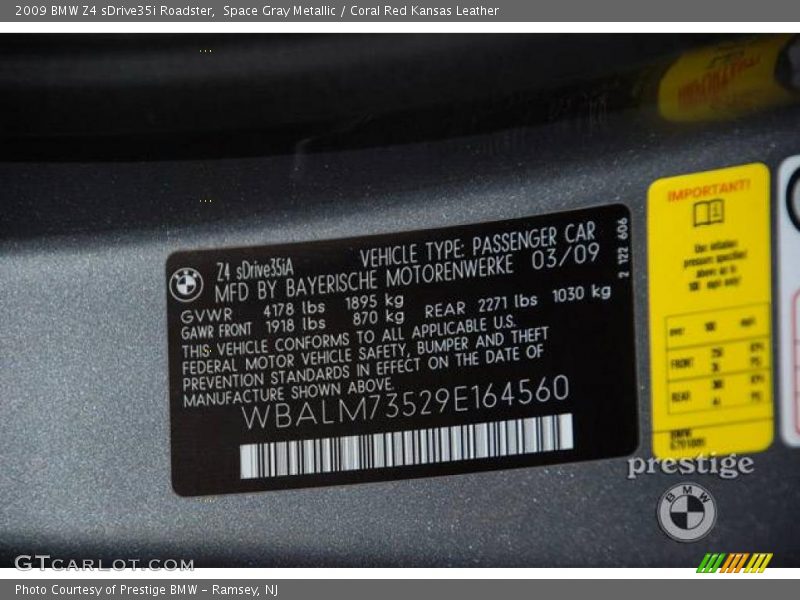 2009 BMW Z4 sDrive35i Roadster,  Space Gray Metallic / Coral Red Kansas Leather
Z4 sDrive35iA
VEHICLE TYPE: PASSENGER CAR
MFD BY BAYERISCHE MOTORENWERKE 03/09
GVWR 4178 lbs 1895 kg
GAWR FRONT 1918 lbs 870 kg REAR 2271 lbs 1030 kg
THIS VEHICLE CONFORMS TO ALL APPLICABLE U.S.
FEDERAL MOTOR VEHICLE SAFETY, BUMPER AND THEFT
PREVENTION STANDARDS IN EFFECT ON THE DATE OF
MANUFACTURE SHOWN ABOVE.
WBALM73529E164560
2 122 606
IMPORTANT!
FRONT
REAR
BMW
prestige
BMW
GTcarlot.com
Photo Courtesy of Prestige BMW – Ramsey, NJ